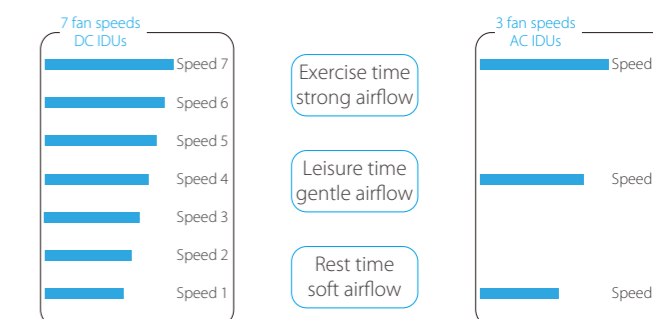 7 fan speeds
DC IDUs
Speed 7
Speed 6
Speed 5
Speed 4
Speed 3
Speed 2
Speed 1
Exercise time
strong airflow
Leisure time
gentle airflow
Rest time
soft airflow
3 fan speeds
AC IDUs
Speed
Speed
Speed